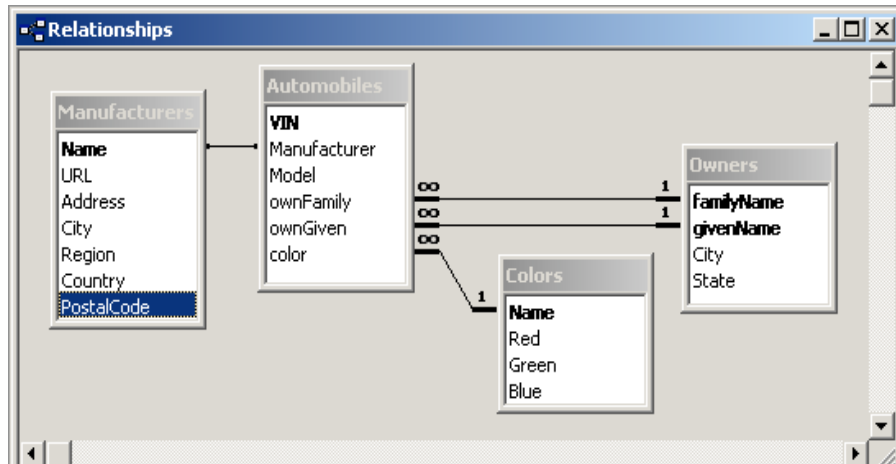 Relationships
Manufacturers
Name
URL
Address
City
Region
Country
PostalCode
Automobiles
VIN
Manufacturer
Model
ownFamily
ownGiven
color
∞
∞
∞
1
1
1
Colors
Name
Red
Green
Blue
Owners
familyName
givenName
City
State